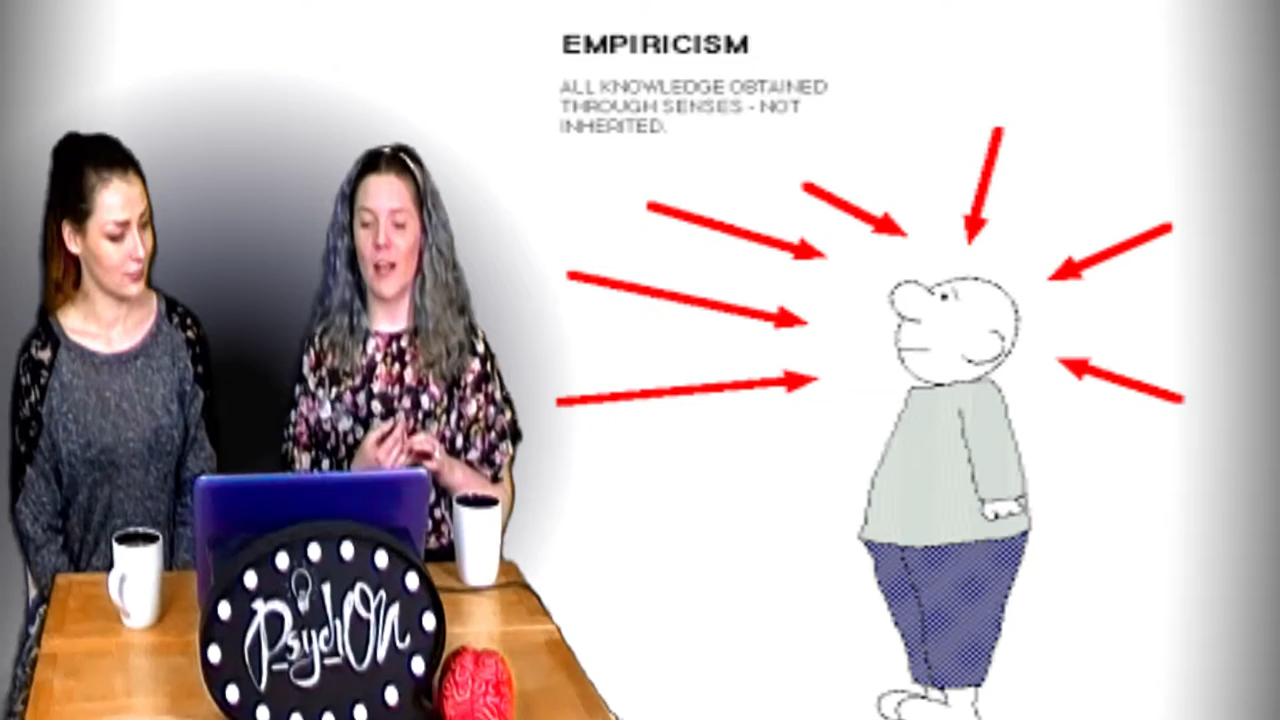 EMPIRICISM
ALL KNOWLEDGE OBTAINED
THROUGH SENSES - NOT
INHERITED.
PsychOn